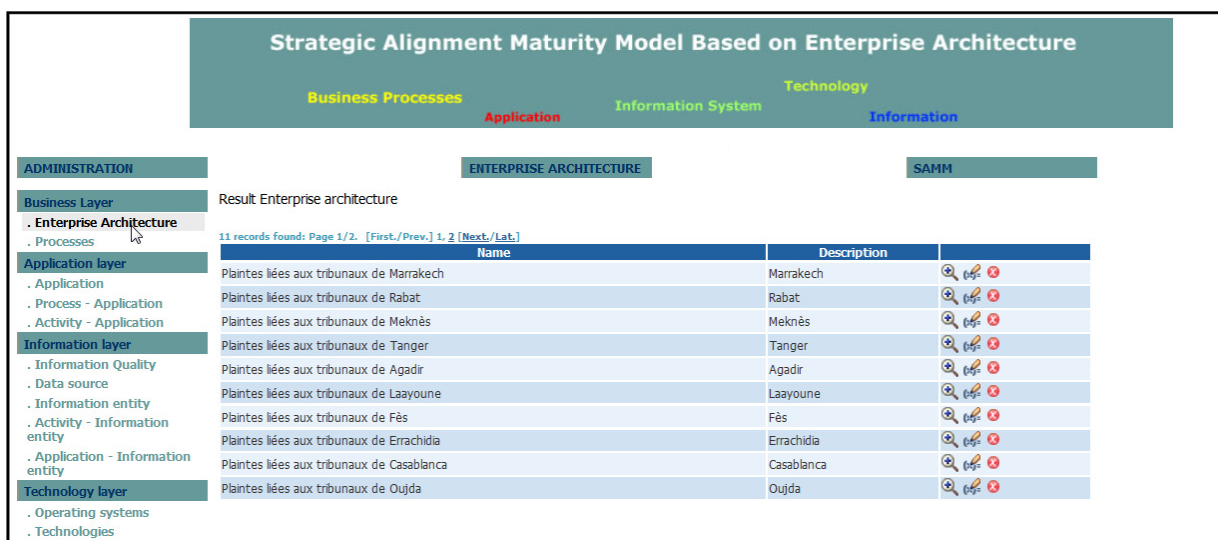 Strategic Alignment Maturity Model Based on Enterprise Architecture
Technology
Business Processes
Information System
Application
Information
ADMINISTRATION
ENTERPRISE ARCHITECTURE
SAMM
Business Layer
. Enterprise Architecture
. Processes
Application layer
. Application
. Process - Application
. Activity - Application
Information layer
. Information Quality
. Data source
. Information entity
. Activity - Information
entity
. Application - Information
entity
Technology layer
. Operating systems
. Technologies
Result Enterprise architecture
11 records found: Page 1/2. [First./Prev.] 1, 2 [Next./Lat.]
Name Description
Plaintes liées aux tribunaux de Marrakech Marrakech
Plaintes liées aux tribunaux de Rabat Rabat
Plaintes liées aux tribunaux de Meknès Meknès
Plaintes liées aux tribunaux de Tanger Tanger
Plaintes liées aux tribunaux de Agadir Agadir
Plaintes liées aux tribunaux de Laayoune Laayoune
Plaintes liées aux tribunaux de Fès Fès
Plaintes liées aux tribunaux de Errachidia Errachidia
Plaintes liées aux tribunaux de Casablanca Casablanca
Plaintes liées aux tribunaux de Oujda Oujda